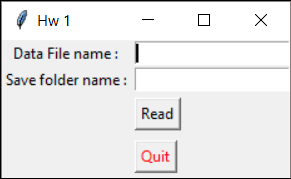 Hw 1
Data File name :
Save folder name :
Read
Quit